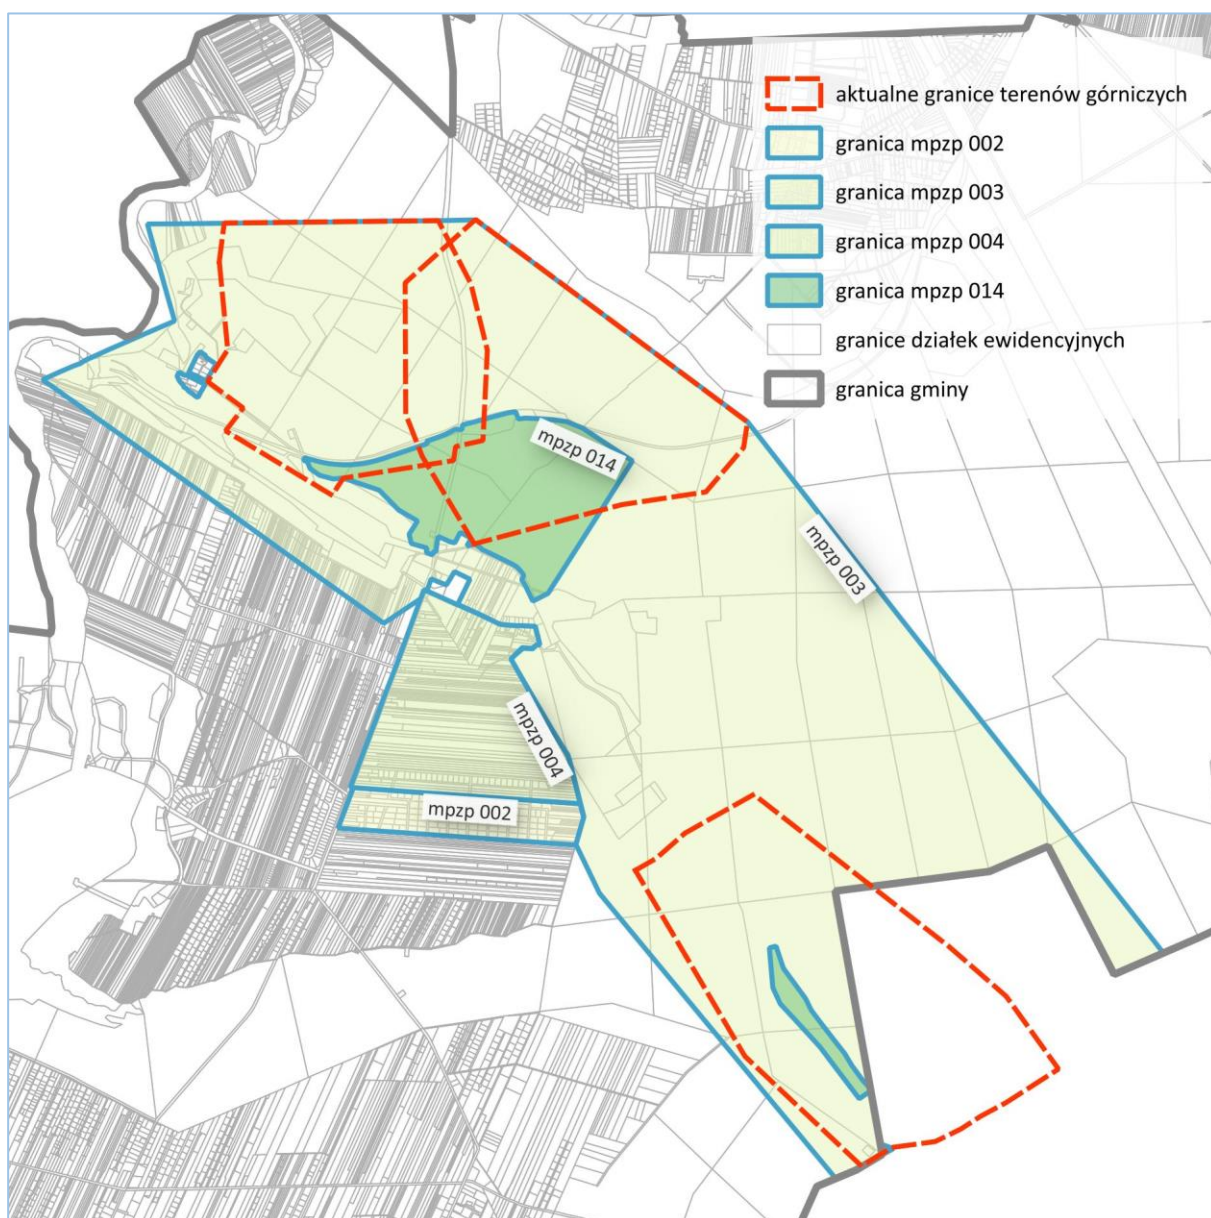 aktualne granice terenów górniczych
granica mpzp 002
granica mpzp 003
granica mpzp 004
granica mpzp 014
granice działek ewidencyjnych
granica gminy
mpzp 014
mpzp 003
mpzp 004
mpzp 002